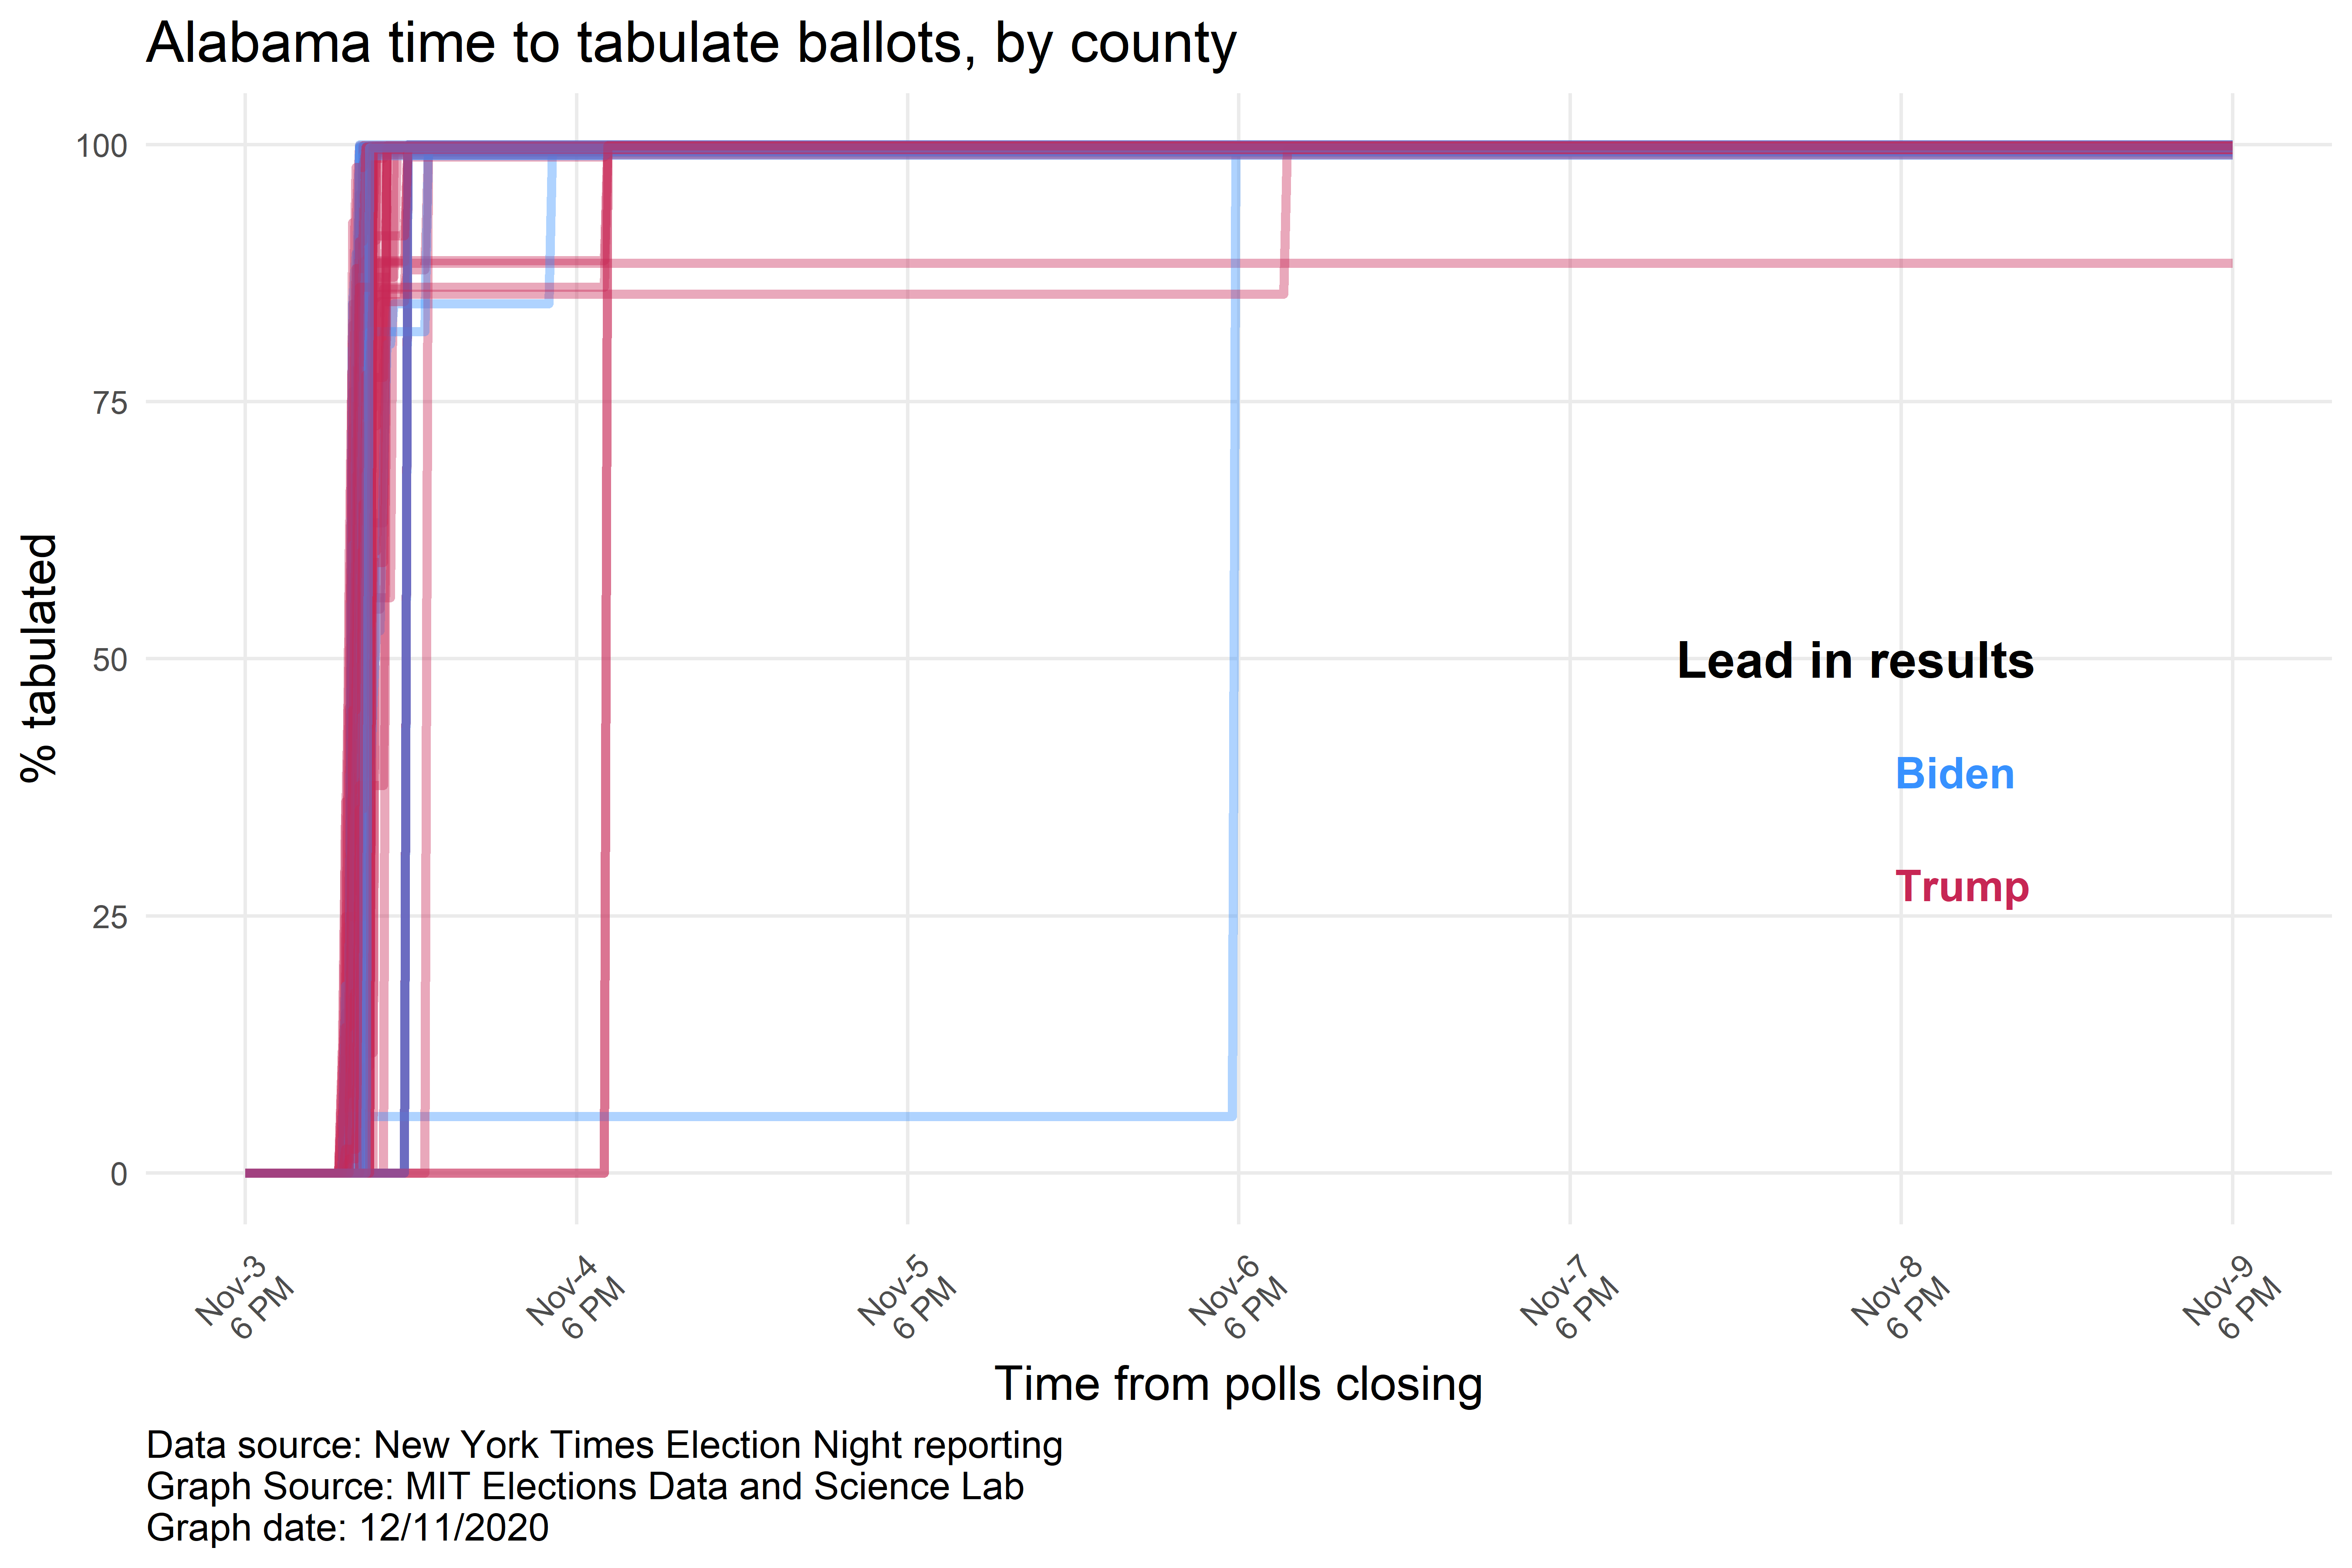 Alabama time to tabulate ballots, by county
% tabulated
100
75
50
25
0
Lead in results
Biden
Trump
Nov-3
6 PM
Nov-4
6 PM
Nov-5
6 PM
Nov-6
6 PM
Nov-7
6 PM
Nov-8
6 PM
Nov-9
6 PM
Time from polls closing
Data source: New York Times Election Night reporting
Graph Source: MIT Elections Data and Science Lab
Graph date: 12/11/2020